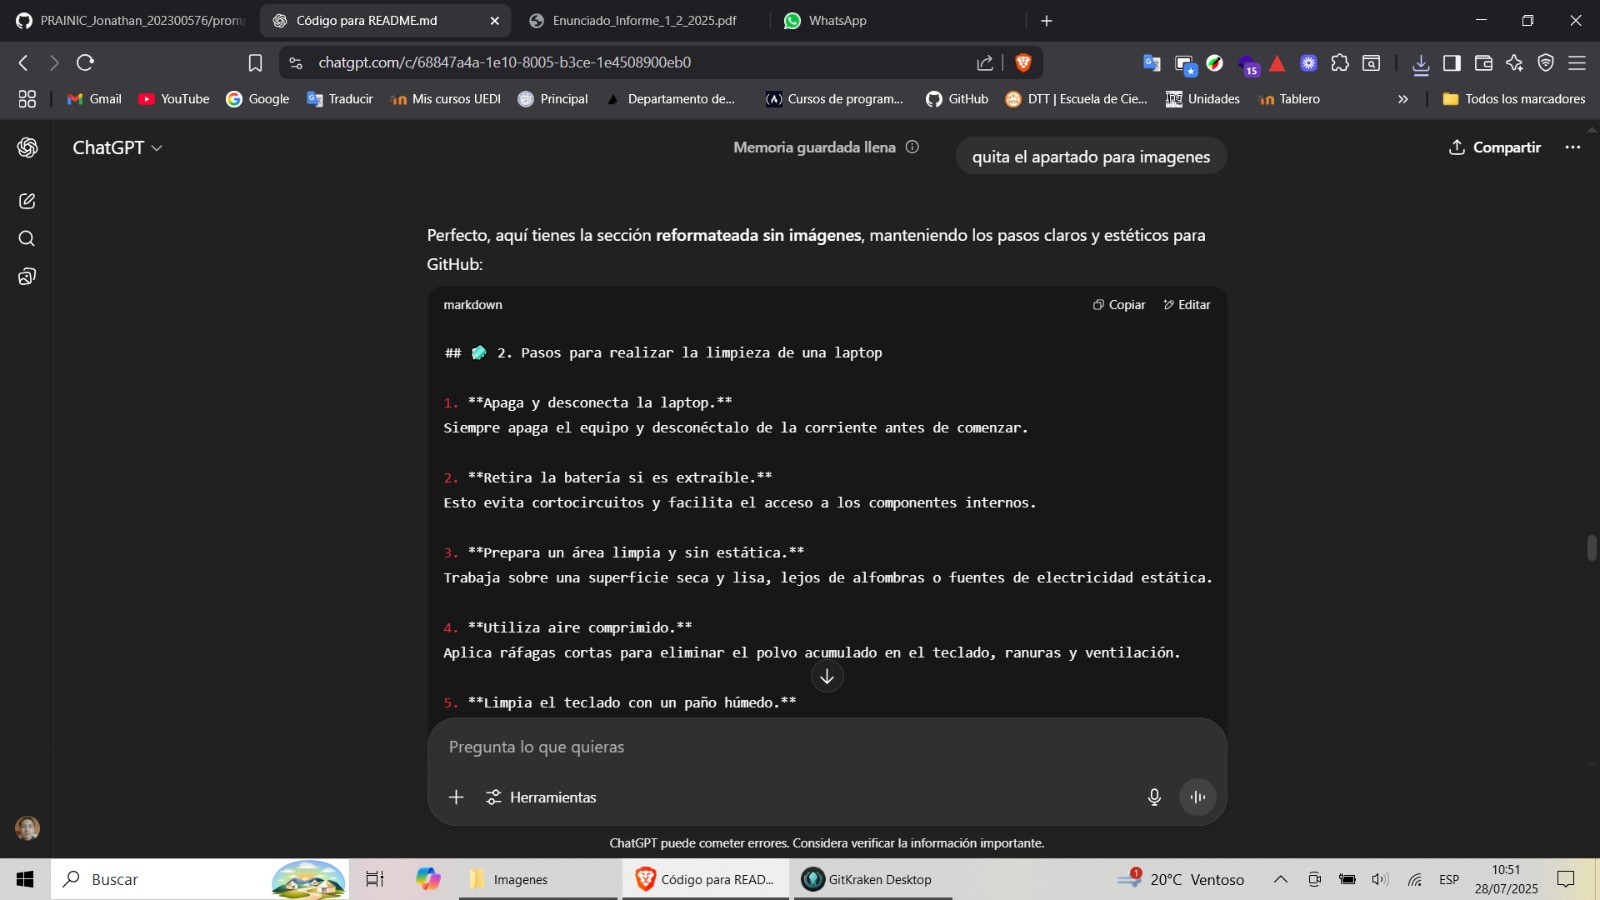 PRAINIC_Jonathan_202300576/prom
Código para README.md
Enunciado_Informe_1_2_2025.pdf
WhatsApp
chatgpt.com/c/68847a4a-1e10-8005-b3ce-1e4508900eb0
15
Gmail
YouTube
Google
Traducir
Mis cursos UEDI
Principal
Departamento de...
Cursos de program...
GitHub
DTT | Escuela de Cie...
Unidades
Tablero
»
Todos los marcadores
ChatGPT
Memoria guardada llena
quita el apartado para imagenes
Compartir
Perfecto, aquí tienes la sección reformateada sin imágenes, manteniendo los pasos claros y estéticos para
GitHub:
markdown
Copiar
Editar
## 🧼 2. Pasos para realizar la limpieza de una laptop
1. **Apaga y desconecta la laptop.**
Siempre apaga el equipo y desconéctalo de la corriente antes de comenzar.
2. **Retira la batería si es extraíble.**
Esto evita cortocircuitos y facilita el acceso a los componentes internos.
3. **Prepara un área limpia y sin estática.**
Trabaja sobre una superficie seca y lisa, lejos de alfombras o fuentes de electricidad estática.
4. **Utiliza aire comprimido.**
Aplica ráfagas cortas para eliminar el polvo acumulado en el teclado, ranuras y ventilación.
5. **Limpia el teclado con un paño húmedo.**
Pregunta lo que quieras
Herramientas
ChatGPT puede cometer errores. Considera verificar la información importante.
Buscar
Imagenes
Código para READ...
GitKraken Desktop
1
20°C Ventoso
ESP
10:51
28/07/2025